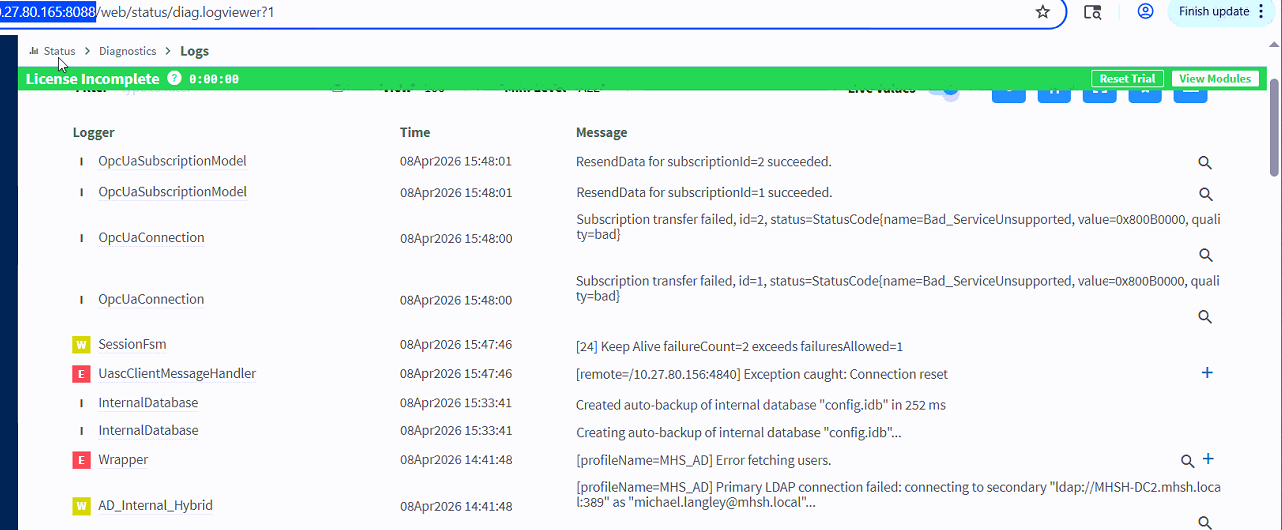 .27.80.165:8088/web/status/diag.logviewer?1
Finish update
Status > Diagnostics > Logs
License Incomplete ? 0:00:00
Reset Trial
View Modules
Live Values
Logger Time Message
I OpcUaSubscriptionModel 08Apr2026 15:48:01 ResendData for subscriptionId=2 succeeded.
I OpcUaSubscriptionModel 08Apr2026 15:48:01 ResendData for subscriptionId=1 succeeded.
I OpcUaConnection 08Apr2026 15:48:00 Subscription transfer failed, id=2, status=StatusCode{name=Bad_ServiceUnsupported, value=0x800B0000, quali
ty=bad}
I OpcUaConnection 08Apr2026 15:48:00 Subscription transfer failed, id=1, status=StatusCode{name=Bad_ServiceUnsupported, value=0x800B0000, quali
ty=bad}
W SessionFsm 08Apr2026 15:47:46 [24] Keep Alive failureCount=2 exceeds failuresAllowed=1
E UascClientMessageHandler 08Apr2026 15:47:46 [remote=/10.27.80.156:4840] Exception caught: Connection reset
I InternalDatabase 08Apr2026 15:33:41 Created auto-backup of internal database "config.idb" in 252 ms
I InternalDatabase 08Apr2026 15:33:41 Creating auto-backup of internal database "config.idb"...
E Wrapper 08Apr2026 14:41:48 [profileName=MHS_AD] Error fetching users.
W AD_Internal_Hybrid 08Apr2026 14:41:48 [profileName=MHS_AD] Primary LDAP connection failed: connecting to secondary "ldap://MHSH-DC2.mhsh.loca
l:389" as "michael.langley@mhsh.local"...